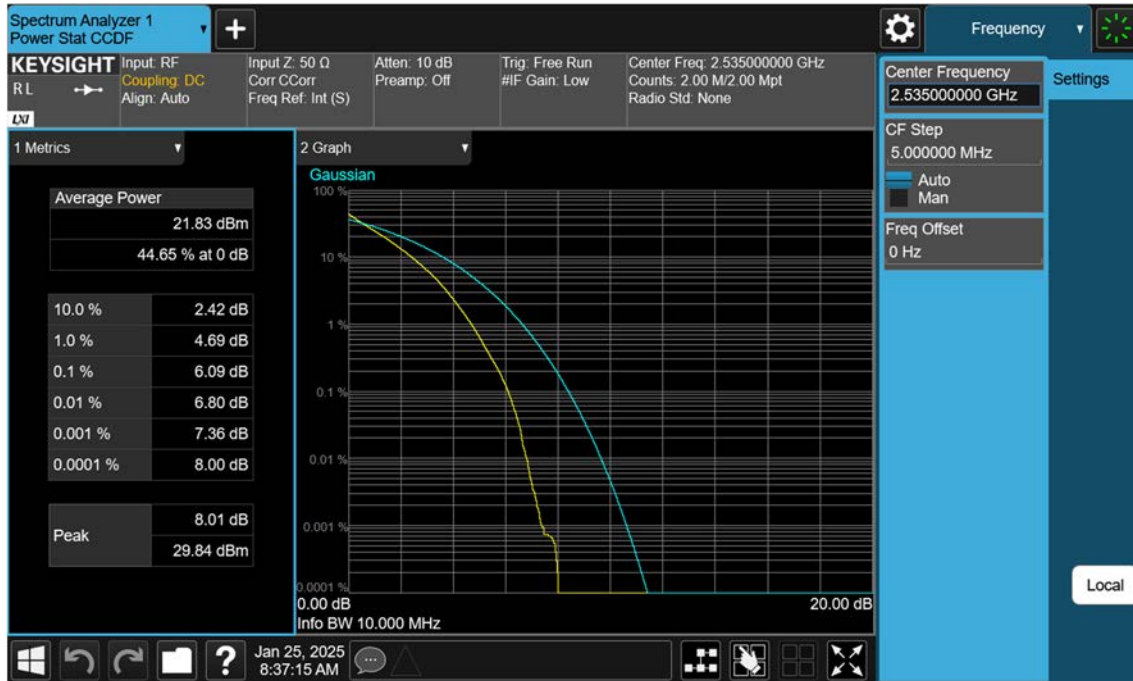 Spectrum Analyzer 1
Power Stat CCDF
Frequency
KEYSIGHT
RL
LXI
Input: RF
Coupling: DC
Align: Auto
Input Z: 50 Ω
Corr CCorr
Freq Ref: Int (S)
Atten: 10 dB
Preamp: Off
Trig: Free Run
#IF Gain: Low
Center Freq: 2.535000000 GHz
Counts: 2.00 M/2.00 Mpt
Radio Std: None
Center Frequency
2.535000000 GHz
Settings
CF Step
5.000000 MHz
Auto
Man
Freq Offset
0 Hz
1 Metrics
Average Power
21.83 dBm
44.65 % at 0 dB
10.0 % 2.42 dB
1.0 % 4.69 dB
0.1 % 6.09 dB
0.01 % 6.80 dB
0.001 % 7.36 dB
0.0001 % 8.00 dB
Peak
8.01 dB
29.84 dBm
2 Graph
Gaussian
100 %
10 %
1 %
0.1 %
0.01 %
0.001 %
0.0001 %
0.00 dB 20.00 dB
Info BW 10.000 MHz
Local
?
Jan 25, 2025
8:37:15 AM